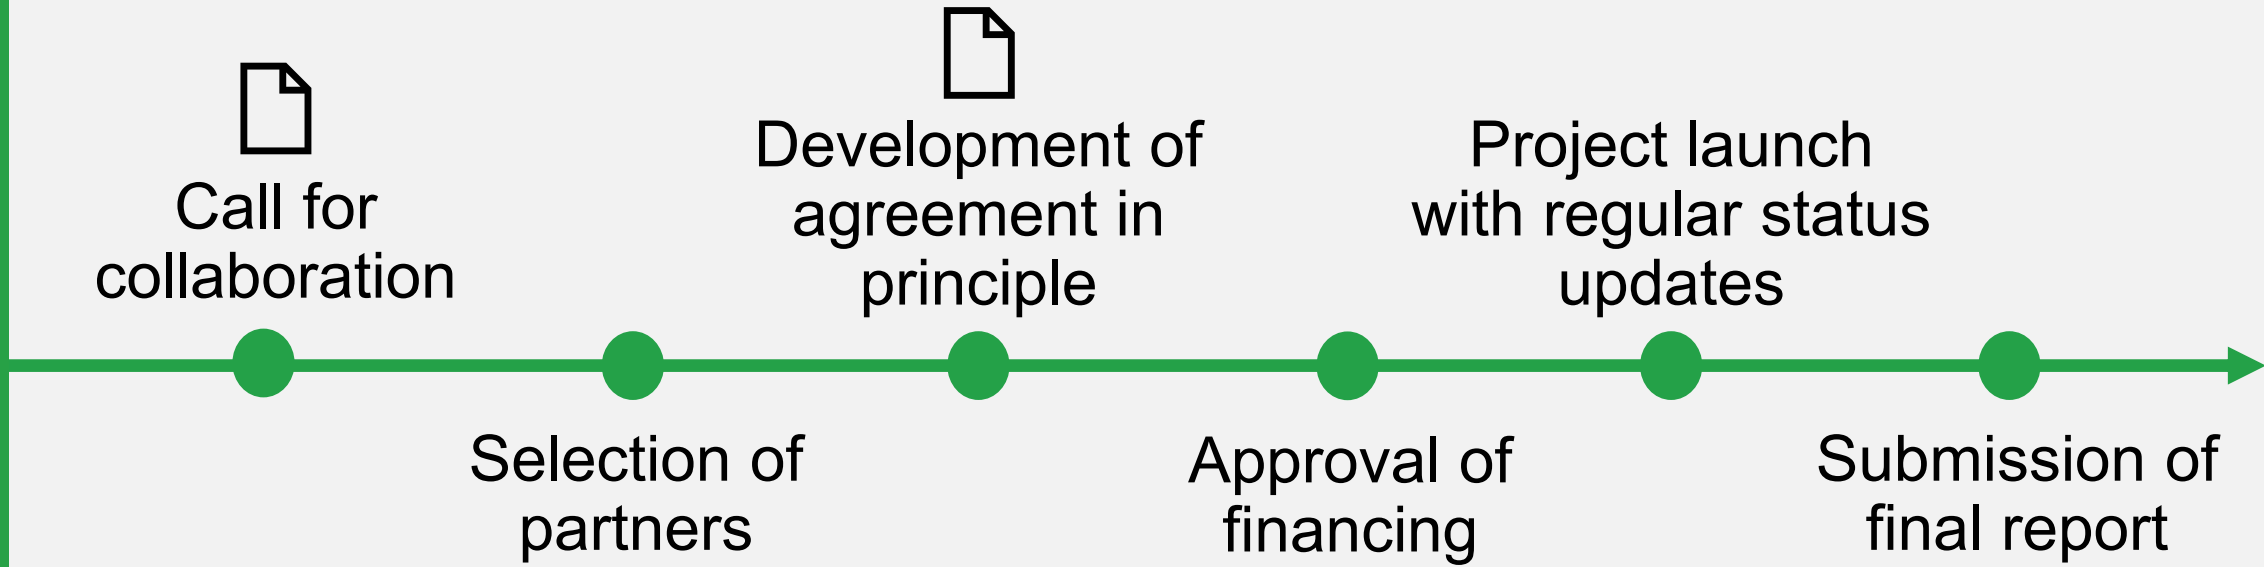 Call for
collaboration
Selection of
partners
Development of
agreement in
principle
Approval of
financing
Project launch
with regular status
updates
Submission of
final report